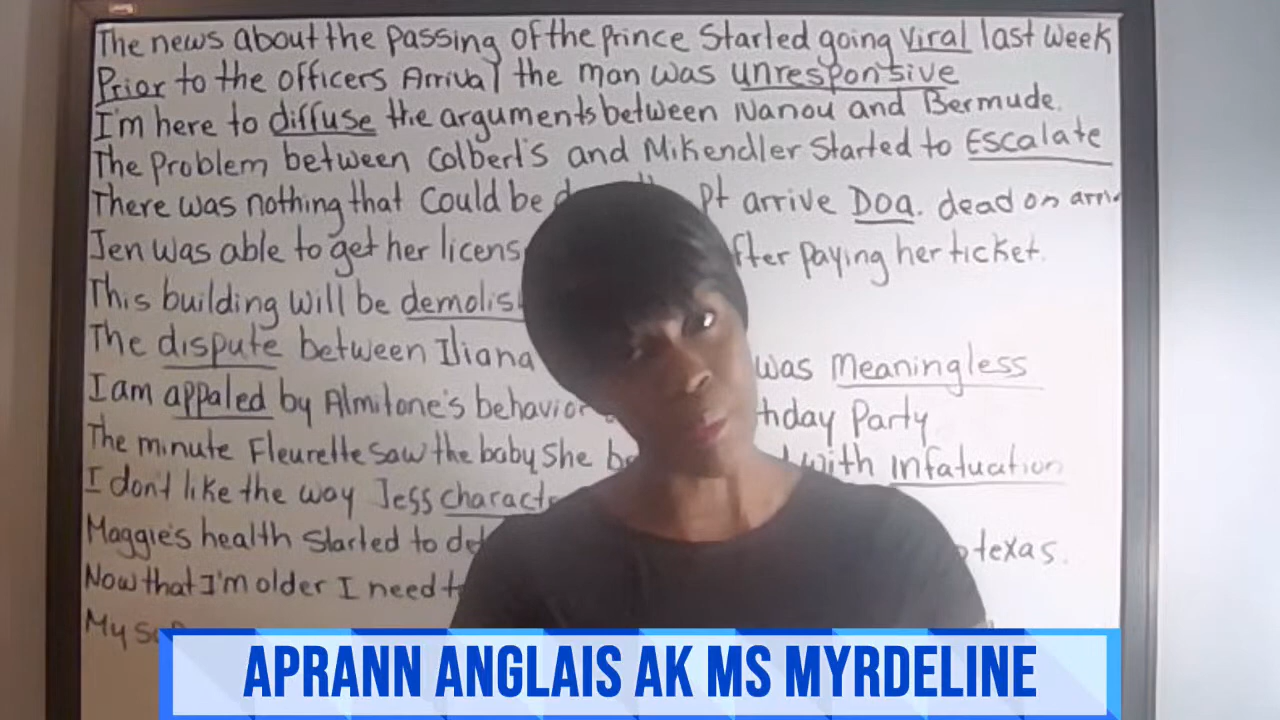 The news about the passing of the prince Started going Viral last week
Prior to the officers Arrival the man was unresponsive
I'm here to diffuse the arguments between Nanou and Bermude.
The Problem between Colbert's and Mikendler Started to Escalate
There was nothing that Could be Pt arrive Doa. dead on
Jen was able to get her after paying her ticket.
This building will be
The dispute between Iliana was Meaningless
I am appaled by Almitone's behavior Party
The minute Fleurette Saw the baby She with Infatuation
I don't like the way Jess
Maggie's health Started to texas.
Now that I'm older I need
My
APRANN ANGLAIS AK MS MYRDELINE